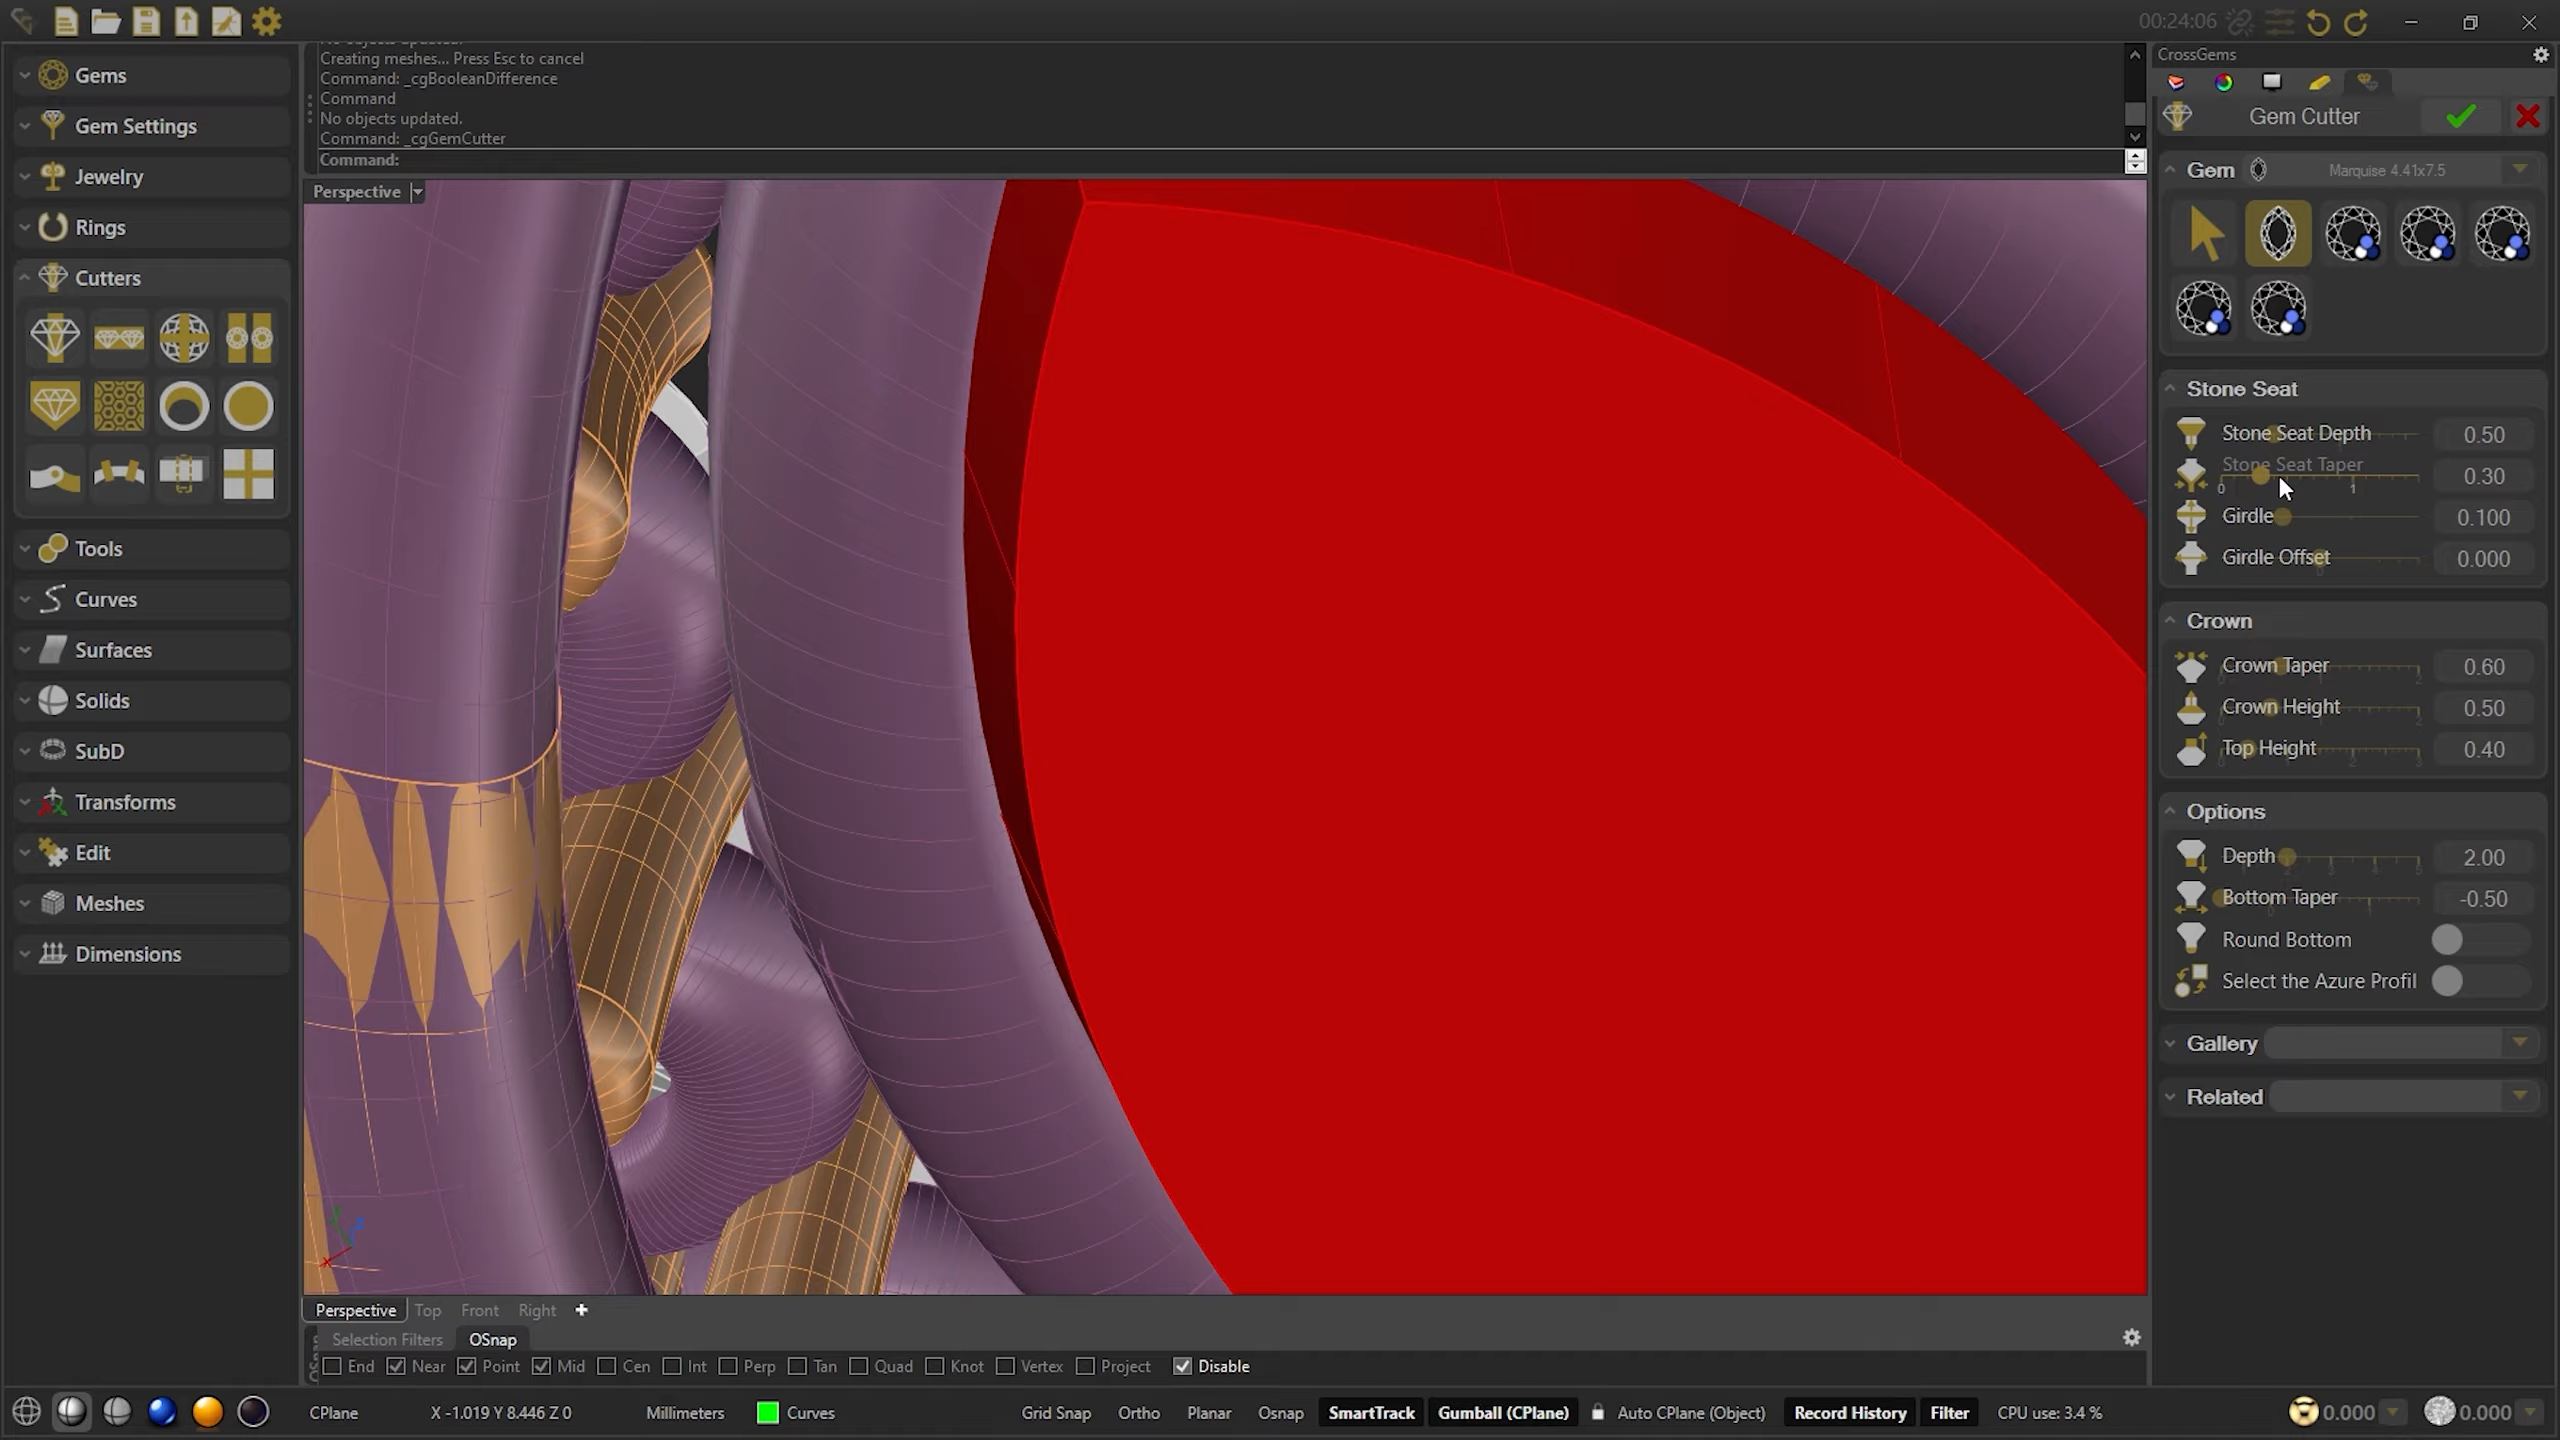 00:24:06
Gems
Gem Settings
Jewelry
Rings
Cutters
Tools
Curves
Surfaces
Solids
SubD
Transforms
Edit
Meshes
Dimensions
No objects updated.
Creating meshes... Press Esc to cancel
Command: _cgBooleanDifference
Command
No objects updated.
Command: _cgGemCutter
Command:
Perspective
CrossGems
Gem Cutter
Gem Marquise 4.41x7.5
Stone Seat
Stone Seat Depth 0.50
Stone Seat Taper 0.30
0 1
Girdle 0.100
Girdle Offset 0.000
Crown
Crown Taper 0.60
Crown Height 0.50
Top Height 0.40
Options
Depth 2.00
Bottom Taper -0.50
Round Bottom
Select the Azure Profil
Gallery
Related
Perspective Top Front Right
Selection Filters OSnap
End Near Point Mid Cen Int Perp Tan Quad Knot Vertex Project Disable
CPlane X -1.019 Y 8.446 Z 0 Millimeters Curves Grid Snap Ortho Planar Osnap SmartTrack Gumball (CPlane) Auto CPlane (Object) Record History Filter CPU use: 3.4 % 0.000 0.000